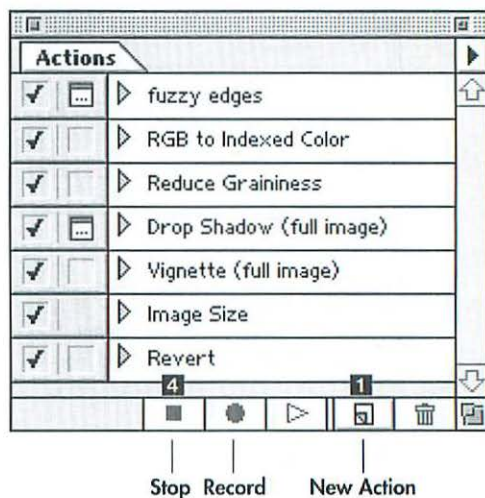 Actions
fuzzy edges
RGB to Indexed Color
Reduce Graininess
Drop Shadow (full image)
Vignette (full image)
Image Size
Revert
4 1
Stop Record New Action